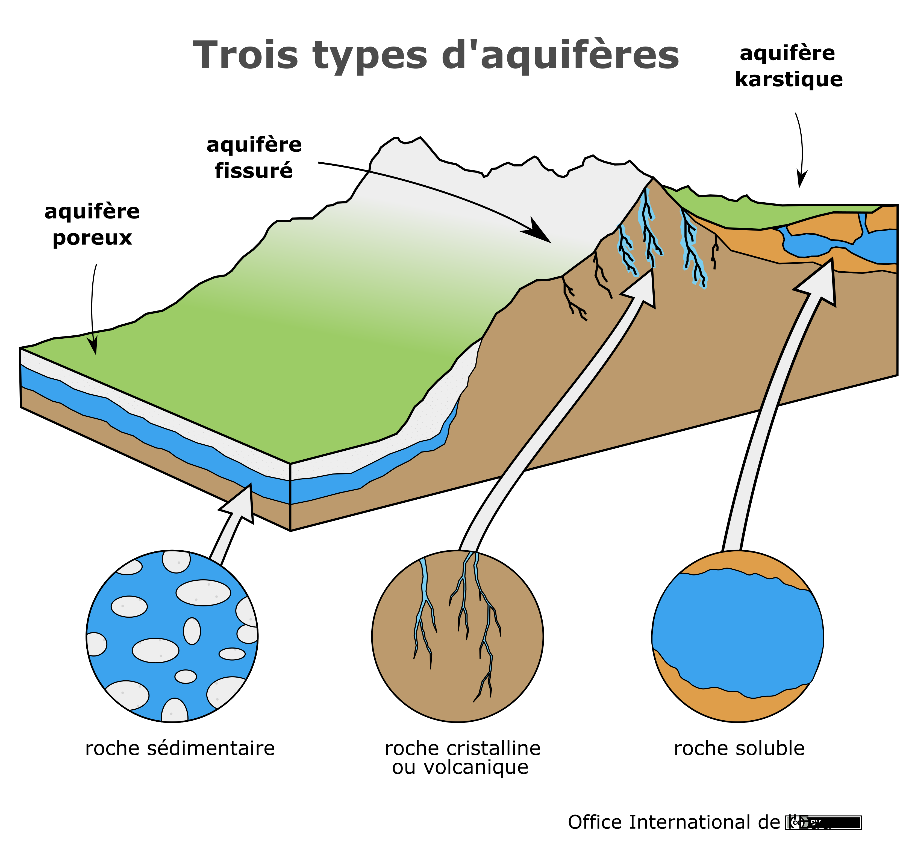 Trois types d'aquifères
aquifère
karstique
aquifère
fissuré
aquifère
poreux
roche sédimentaire
roche cristalline
ou volcanique
roche soluble
Office International de